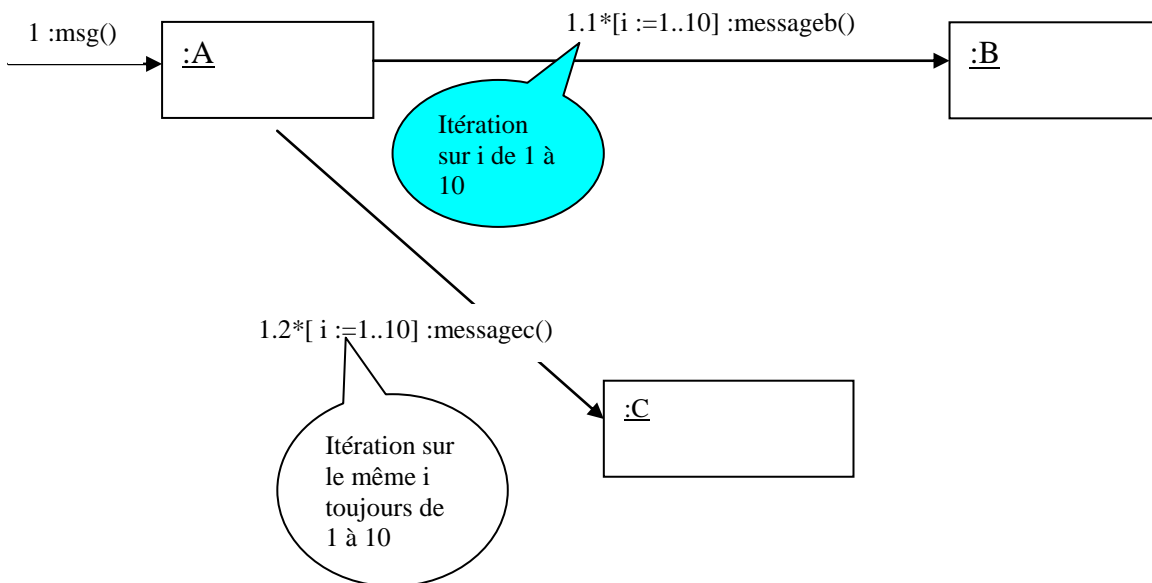 1 :msg()
1.1*[i :=1..10] :messageb()
:A
:B
Itération
sur i de 1 à
10
1.2*[ i :=1..10] :messagec()
:C
Itération sur
le même i
toujours de
1 à 10